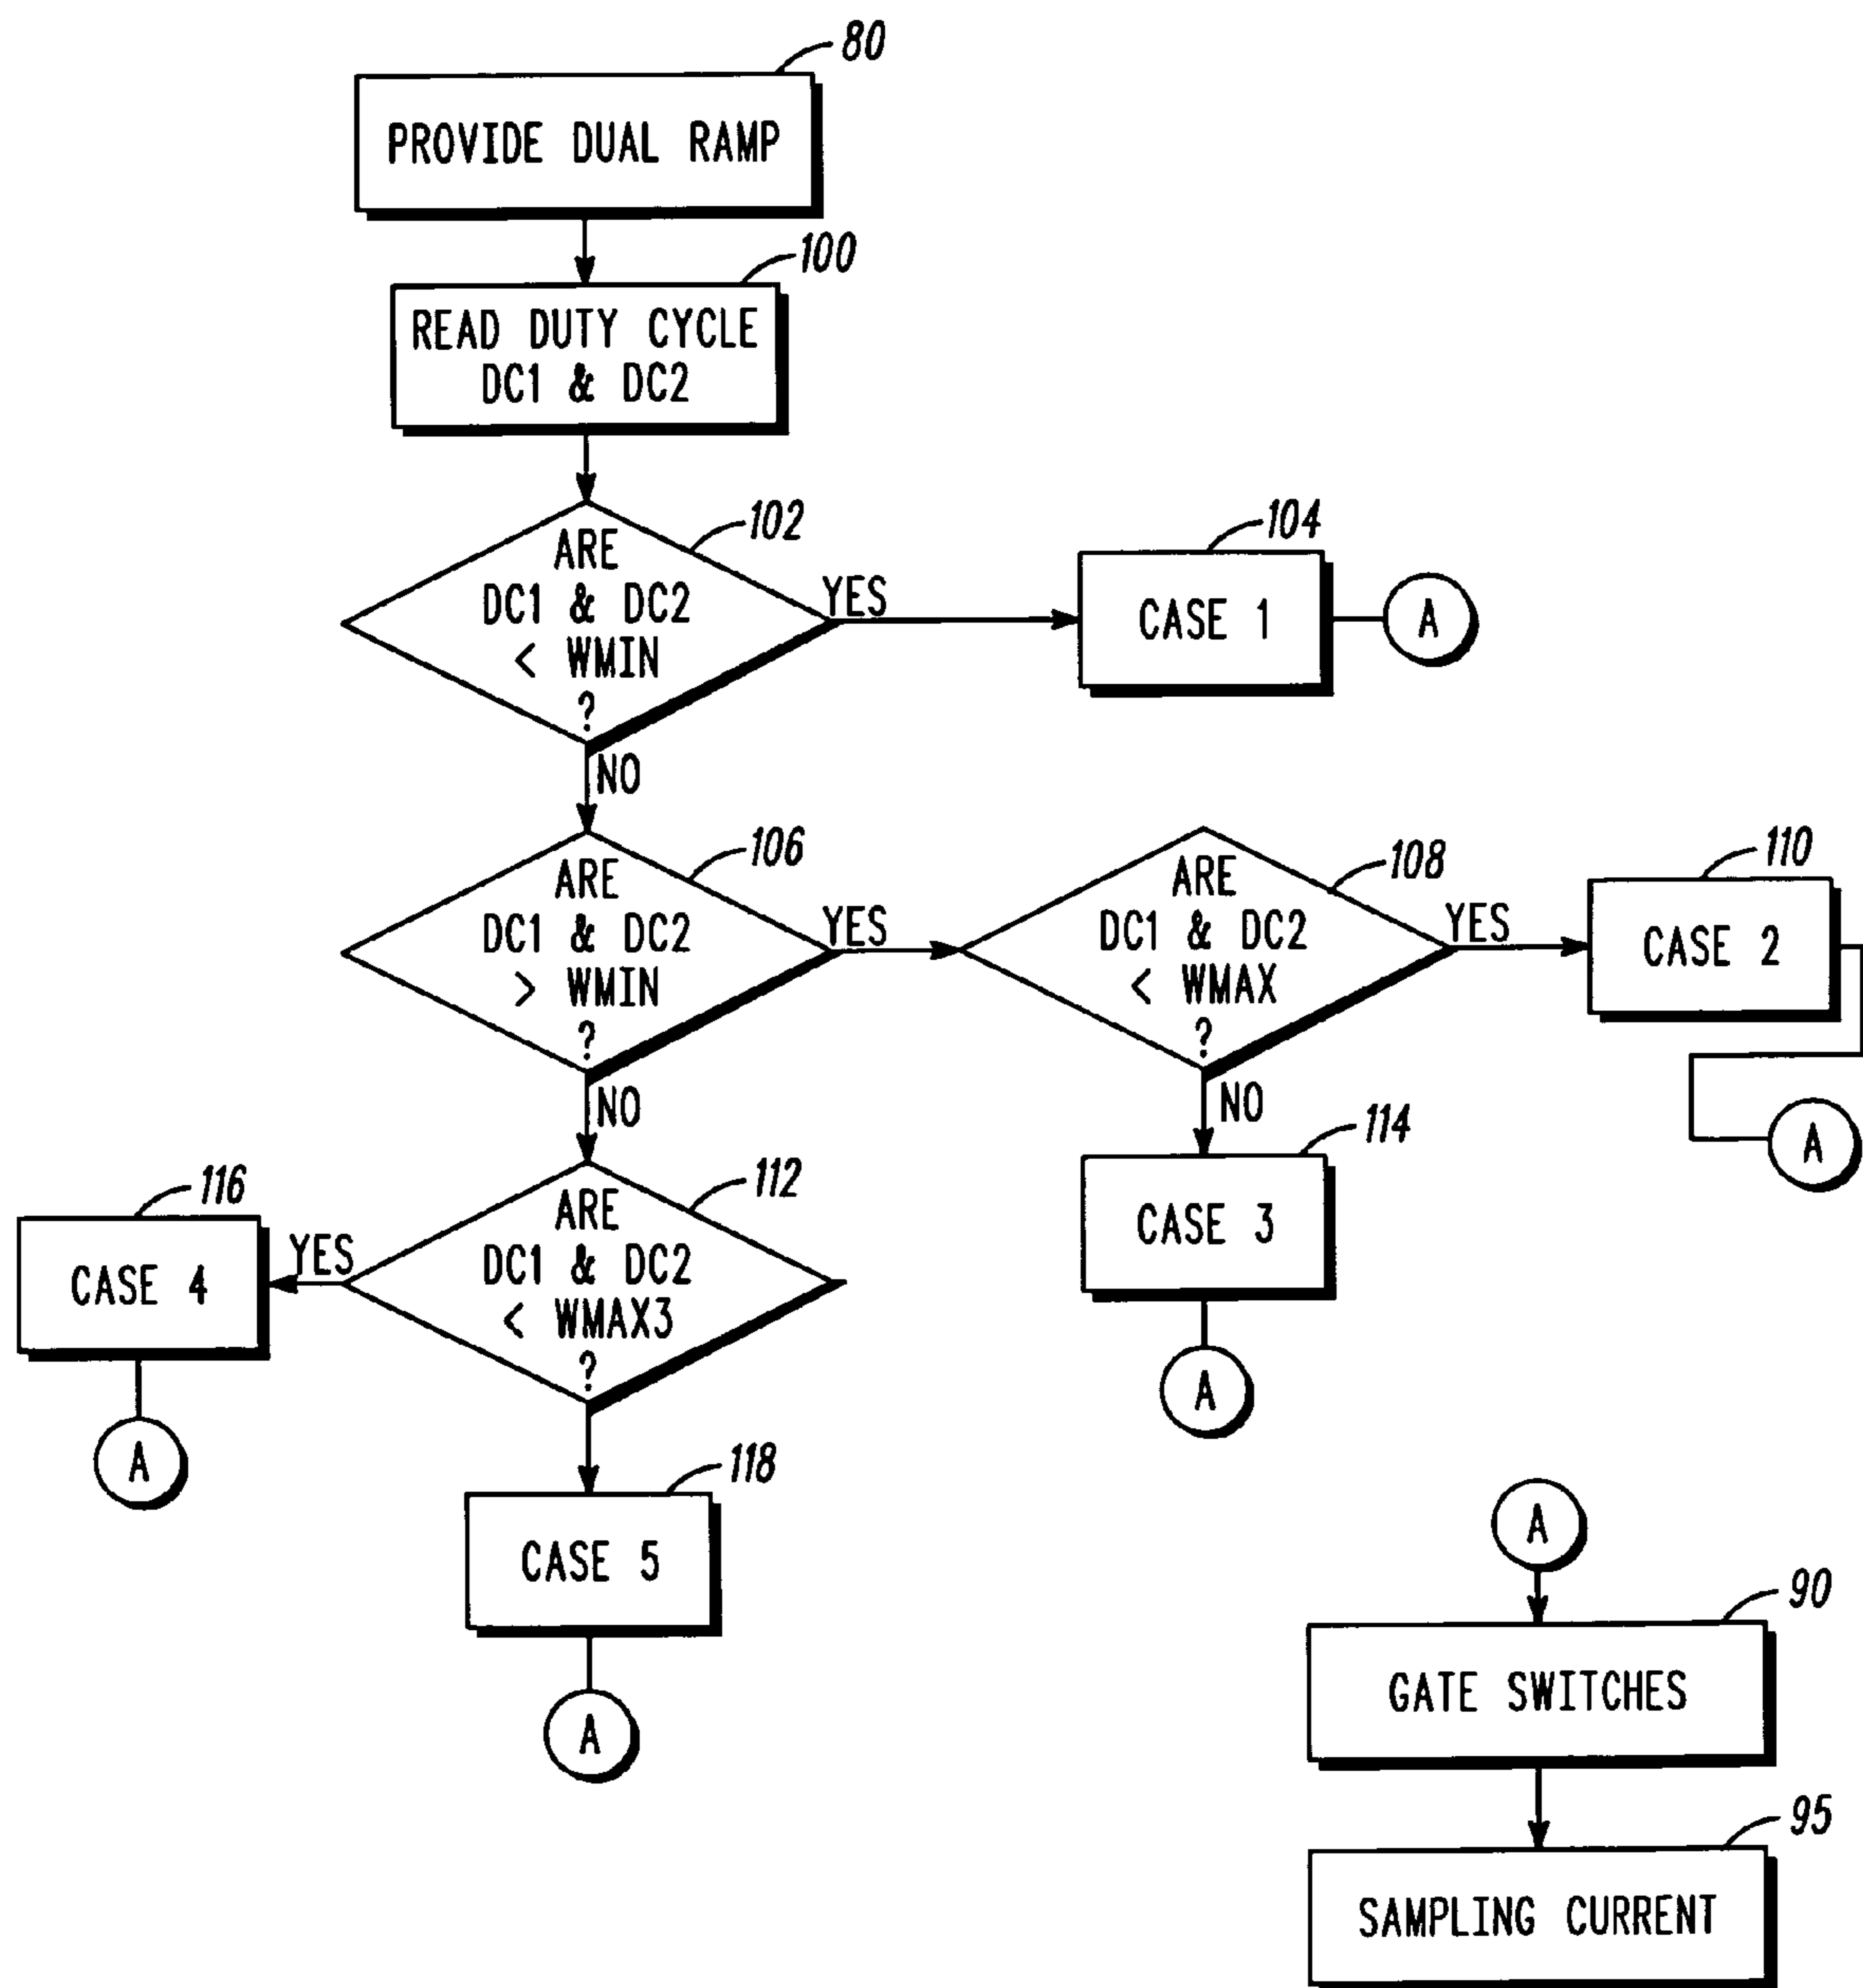 80
PROVIDE DUAL RAMP
100
READ DUTY CYCLE
DC1 & DC2
102
ARE
DC1 & DC2
< WMIN
?
YES
104
CASE 1
A
NO
106
ARE
DC1 & DC2
> WMIN
?
YES
108
ARE
DC1 & DC2
< WMAX
?
YES
110
CASE 2
A
NO
114
CASE 3
A
NO
112
ARE
DC1 & DC2
< WMAX3
?
YES
116
CASE 4
A
118
CASE 5
A
A
90
GATE SWITCHES
95
SAMPLING CURRENT